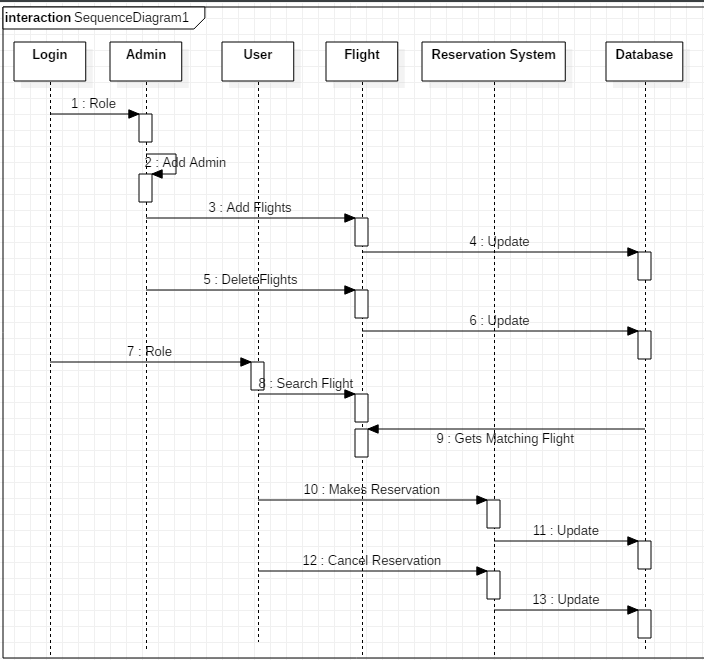 interaction SequenceDiagram1
Login
Admin
User
Flight
Reservation System
Database
1 : Role
2 : Add Admin
3 : Add Flights
4 : Update
5 : DeleteFlights
6 : Update
7 : Role
8 : Search Flight
9 : Gets Matching Flight
10 : Makes Reservation
11 : Update
12 : Cancel Reservation
13 : Update